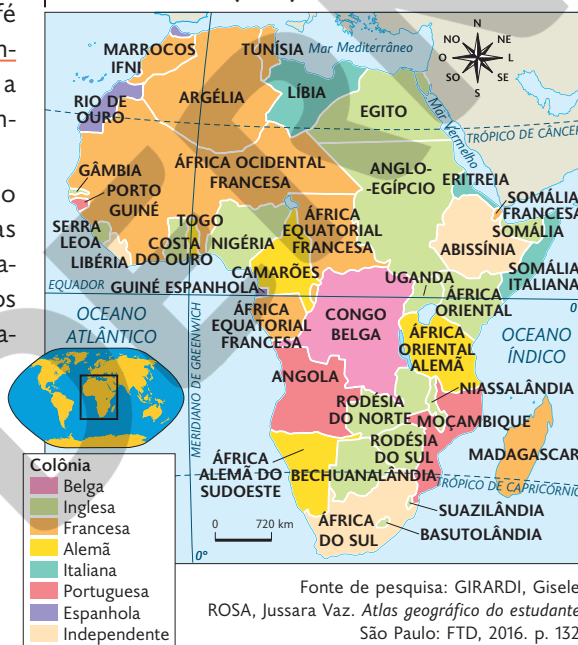 fé
n-
a
n-
o
as
a-
os
a-
MARROCOS
IFNI
TUNÍSIA
Mar Mediterrâneo
N
NO
NE
O
L
SO
SE
S
RIO DE
OURO
ARGÉLIA
LÍBIA
EGITO
Mar Vermelho
TRÓPICO DE CÂNCER
GÂMBIA
PORTO
GUINÉ
ÁFRICA OCIDENTAL
FRANCESA
ANGLO-
-EGÍPCIO
ERITREIA
SOMÁLIA
FRANCESA
SOMÁLIA
SERRA
LEOA
LIBÉRIA
COSTA
DO OURO
TOGO
NIGÉRIA
ÁFRICA
EQUATORIAL
FRANCESA
ABISSÍNIA
SOMÁLIA
ITALIANA
CAMARÕES
UGANDA
EQUADOR
GUINÉ ESPANHOLA
ÁFRICA
ORIENTAL
0°
OCEANO
ATLÂNTICO
ÁFRICA
EQUATORIAL
FRANCESA
CONGO
BELGA
ÁFRICA
ORIENTAL
ALEMÃ
OCEANO
ÍNDICO
MERIDIANO DE GREENWICH
ANGOLA
NIASSALÂNDIA
RODÉSIA
DO NORTE
MOÇAMBIQUE
RODÉSIA
DO SUL
MADAGASCAR
ÁFRICA
ALEMÃ DO
SUDOESTE
BECHUANALÂNDIA
TRÓPICO DE CAPRICÓRNIO
SUAZILÂNDIA
ÁFRICA
DO SUL
BASUTOLÂNDIA
0 720 km
0°
Colônia
Belga
Inglesa
Francesa
Alemã
Italiana
Portuguesa
Espanhola
Independente
Fonte de pesquisa: GIRARDI, Gisele
ROSA, Jussara Vaz. Atlas geográfico do estudante
São Paulo: FTD, 2016. p. 132